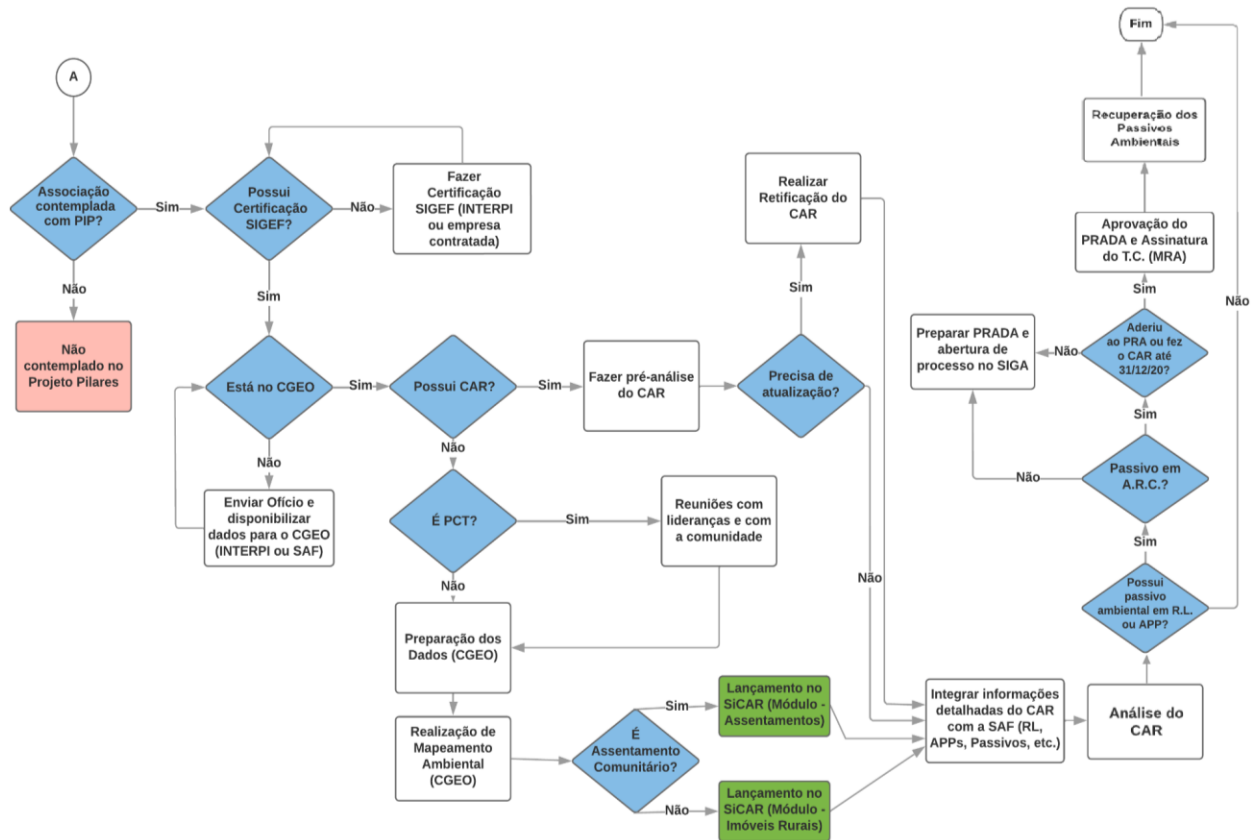 A
Associação
contemplada
com PIP?
Sim
Não
Não
contemplado no
Projeto Pilares
Possui
Certificação
SIGEF?
Não
Fazer
Certificação
SIGEF (INTERPI
ou empresa
contratada)
Sim
Está no CGEO
Sim
Não
Enviar Ofício e
disponibilizar
dados para o CGEO
(INTERPI ou SAF)
Possui CAR?
Sim
Não
Fazer pré-análise
do CAR
Precisa de
atualização?
Sim
Realizar
Retificação do
CAR
Não
É PCT?
Sim
Reuniões com
lideranças e com
a comunidade
Não
Preparação dos
Dados (CGEO)
Realização de
Mapeamento
Ambiental
(CGEO)
É
Assentamento
Comunitário?
Sim
Lançamento no
SiCAR (Módulo -
Assentamentos)
Não
Lançamento no
SiCAR (Módulo -
Imóveis Rurais)
Integrar informações
detalhadas do CAR
com a SAF (RL,
APPs, Passivos, etc.)
Análise do
CAR
Possui
passivo
ambiental em R.L.
ou APP?
Sim
Não
Passivo em
A.R.C.?
Não
Sim
Aderiu
ao PRA ou fez
o CAR até
31/12/20?
Não
Preparar PRADA e
abertura de
processo no SIGA
Sim
Aprovação do
PRADA e Assinatura
do T.C. (MRA)
Recuperação dos
Passivos
Ambientais
Fim